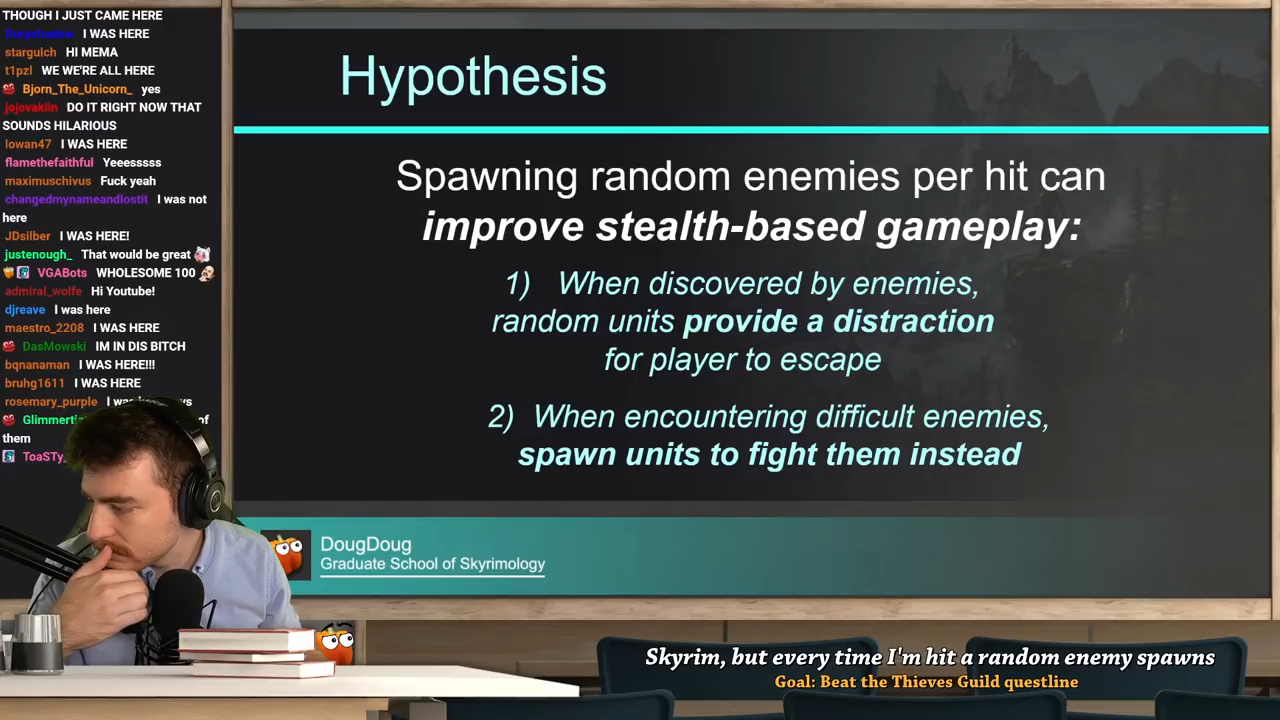 THOUGH I JUST CAME HERE
I WAS HERE
stargulch HI MEMA
t1pzl WE WE'RE ALL HERE
Bjorn_The_Unicorn_ yes
jojovaklin DO IT RIGHT NOW THAT
SOUNDS HILARIOUS
lowan47 I WAS HERE
flamethefaithful Yeeesssss
maximuschivus Fuck yeah
changedmynameandlostit I was not
here
JDsilber I WAS HERE!
justenough_ That would be great
VGABots WHOLESOME 100
admiral_wolfe Hi Youtube!
djreave I was here
maestro_2208 I WAS HERE
DasMowski IM IN DIS BITCH
bqnanaman I WAS HERE!!!
bruhg1611 I WAS HERE
rosemary_purple I was
of
them
Hypothesis
Spawning random enemies per hit can
improve stealth-based gameplay:
1) When discovered by enemies,
random units provide a distraction
for player to escape
2) When encountering difficult enemies,
spawn units to fight them instead
DougDoug
Graduate School of Skyrimology
Skyrim, but every time I'm hit a random enemy spawns
Goal: Beat the Thieves Guild questline